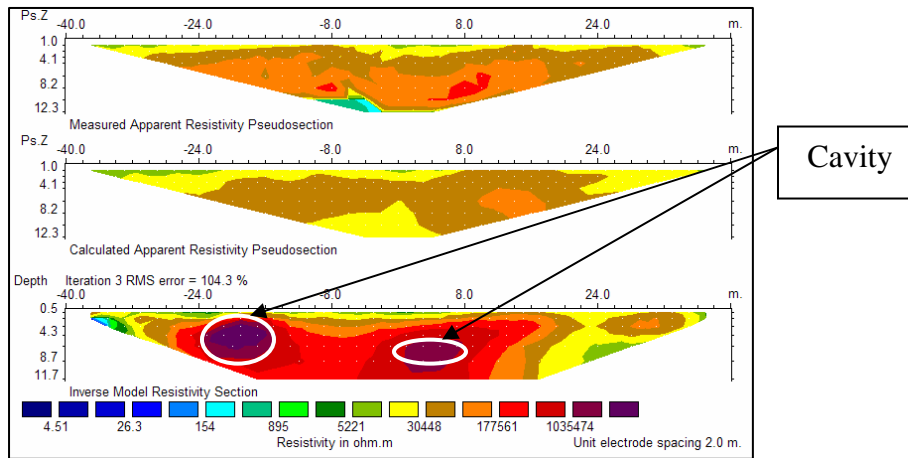 Ps.Z
-40.0 -24.0 -8.0 8.0 24.0 m.
1.0
4.1
8.2
12.3
Measured Apparent Resistivity Pseudosection
Ps.Z
-40.0 -24.0 -8.0 8.0 24.0 m.
1.0
4.1
8.2
12.3
Calculated Apparent Resistivity Pseudosection
Cavity
Depth Iteration 3 RMS error = 104.3 %
-40.0 -24.0 -8.0 8.0 24.0 m.
0.5
4.3
8.7
11.7
Inverse Model Resistivity Section
4.51 26.3 154 895 5221 30448 177561 1035474
Resistivity in ohm.m Unit electrode spacing 2.0 m.